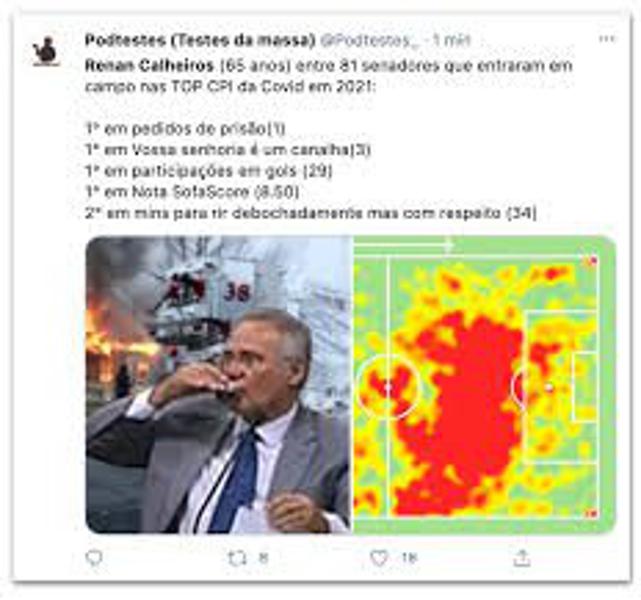 Podtestes (Testes da massa) @Podtestes_ · 1 min
Renan Calheiros (65 anos) entre 81 senadores que entraram em
campo nas TOP CPI da Covid em 2021:
1º em pedidos de prisão(1)
1º em Vossa senhoria é um canalha(3)
1º em participações em gols (29)
1º em Nota SofaScore (8.50)
2º em mins para rir debochadamente mas com respeito (34)
38
8
18